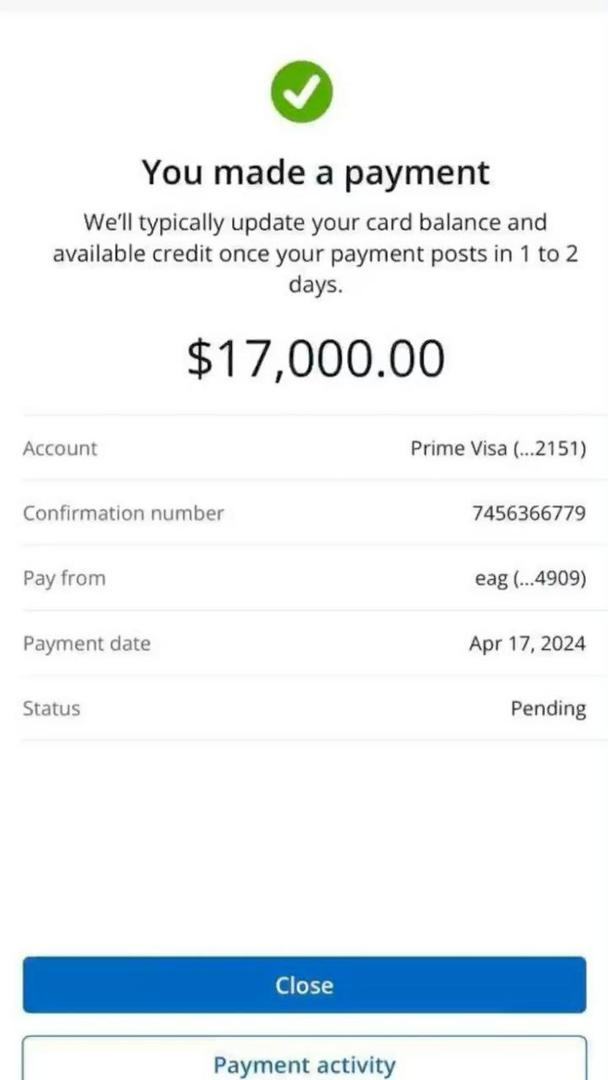 You made a payment
We'll typically update your card balance and
available credit once your payment posts in 1 to 2
days.
$17,000.00
Account Prime Visa (...2151)
Confirmation number 7456366779
Pay from eag (...4909)
Payment date Apr 17, 2024
Status Pending
Close
Payment activity